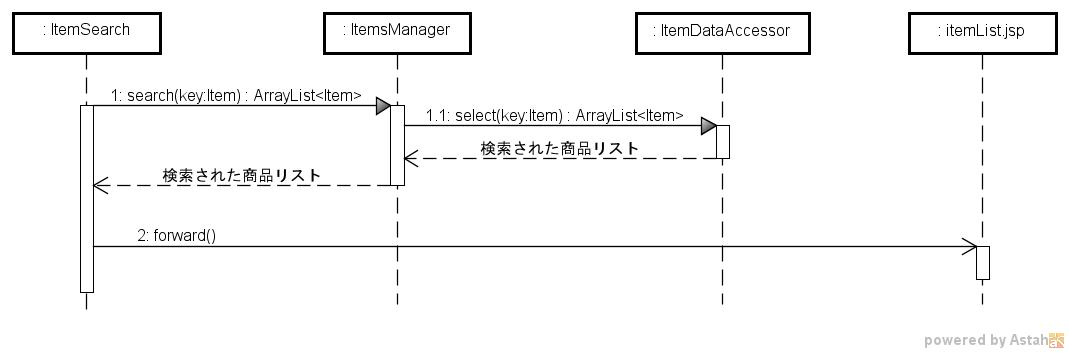 : ItemSearch
: ItemsManager
: ItemDataAccessor
: itemList.jsp
1: search(key:Item) : ArrayList<Item>
1.1: select(key:Item) : ArrayList<Item>
検索された商品リスト
検索された商品リスト
2: forward()
powered by Astah